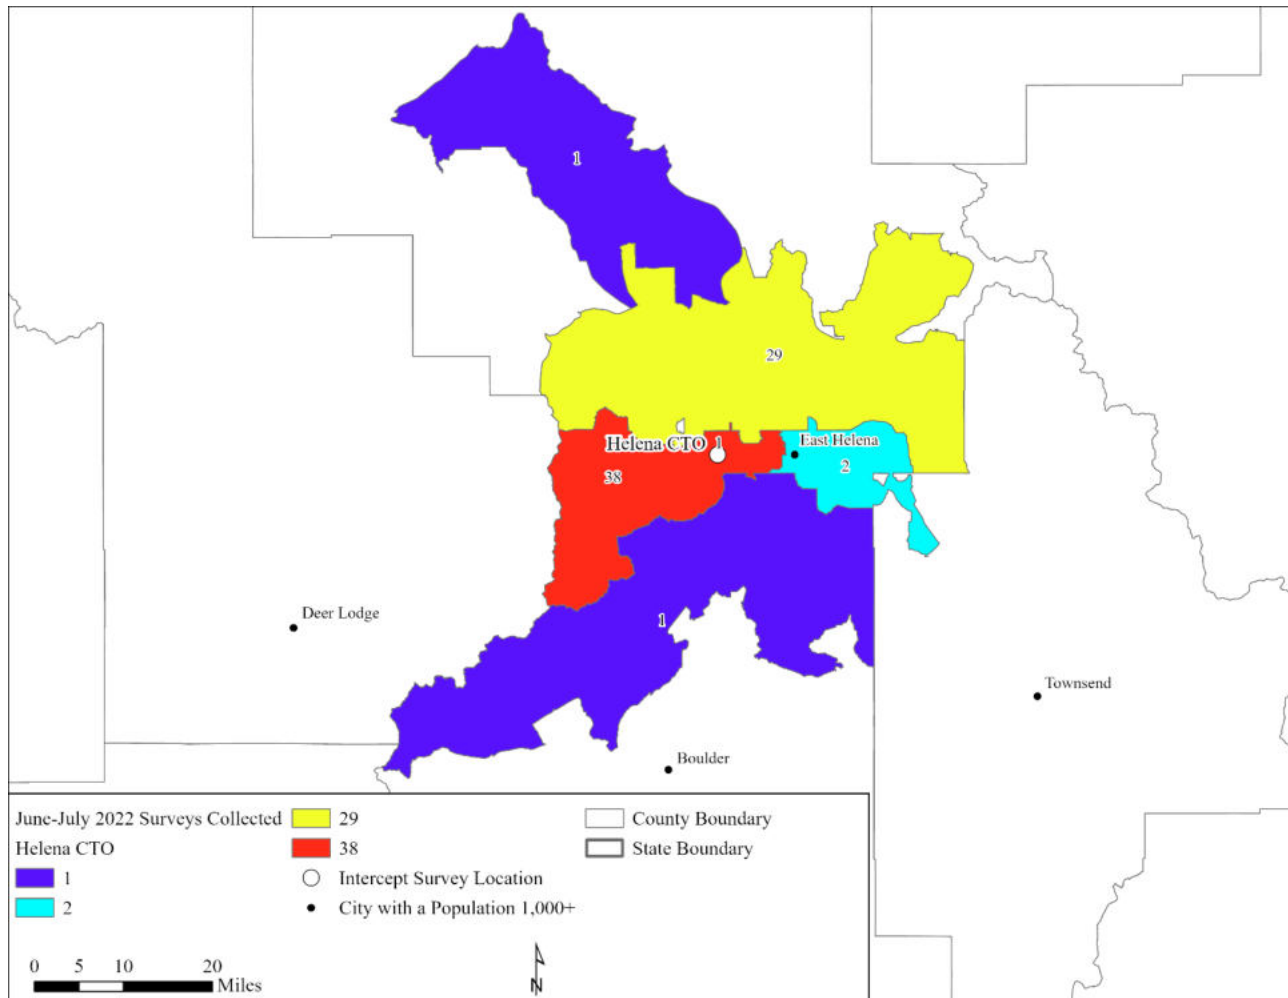 1
29
Helena CTO
1
East Helena
2
38
Deer Lodge
1
Townsend
Boulder
June-July 2022 Surveys Collected
29
County Boundary
Helena CTO
38
State Boundary
1
Intercept Survey Location
2
City with a Population 1,000+
0 5 10 20
Miles
N